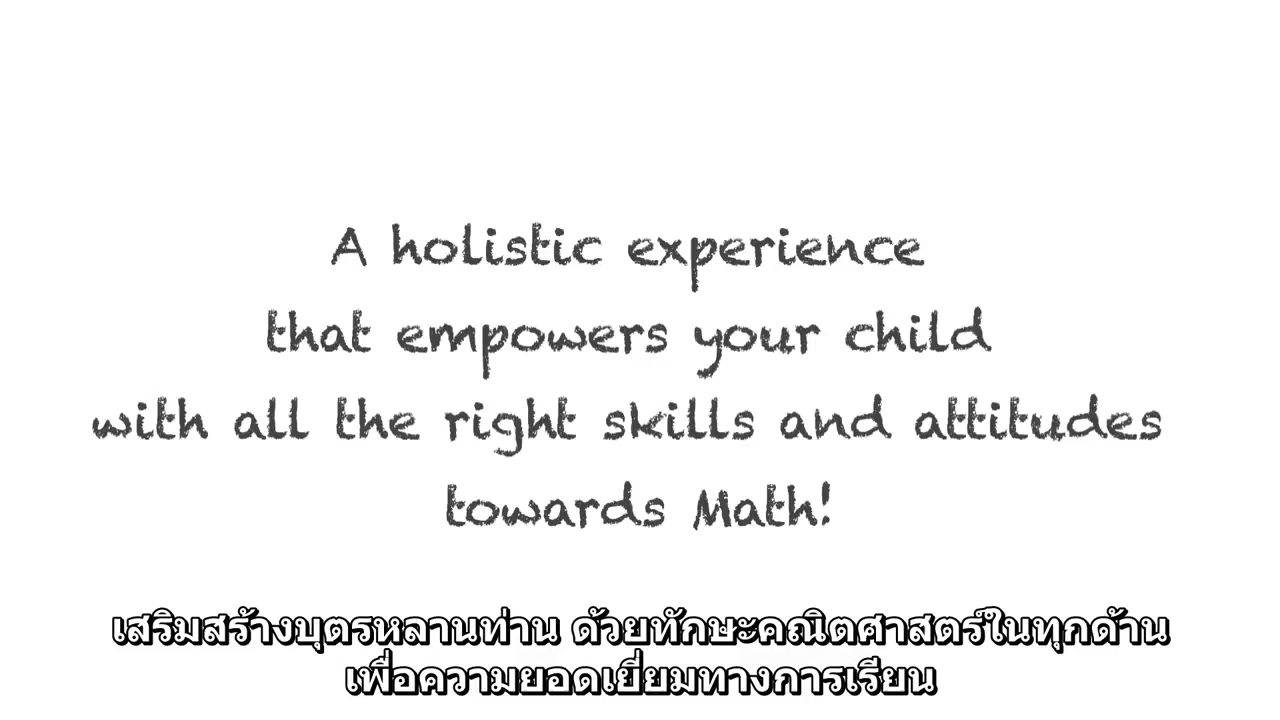 A holistic experience
that empowers your child
with all the right skills and attitudes
towards Math!
เสริมสร้างบุตรหลานท่าน ด้วยทักษะคณิตศาสตร์ในทุกด้าน
เพื่อความยอดเยี่ยมทางการเรียน